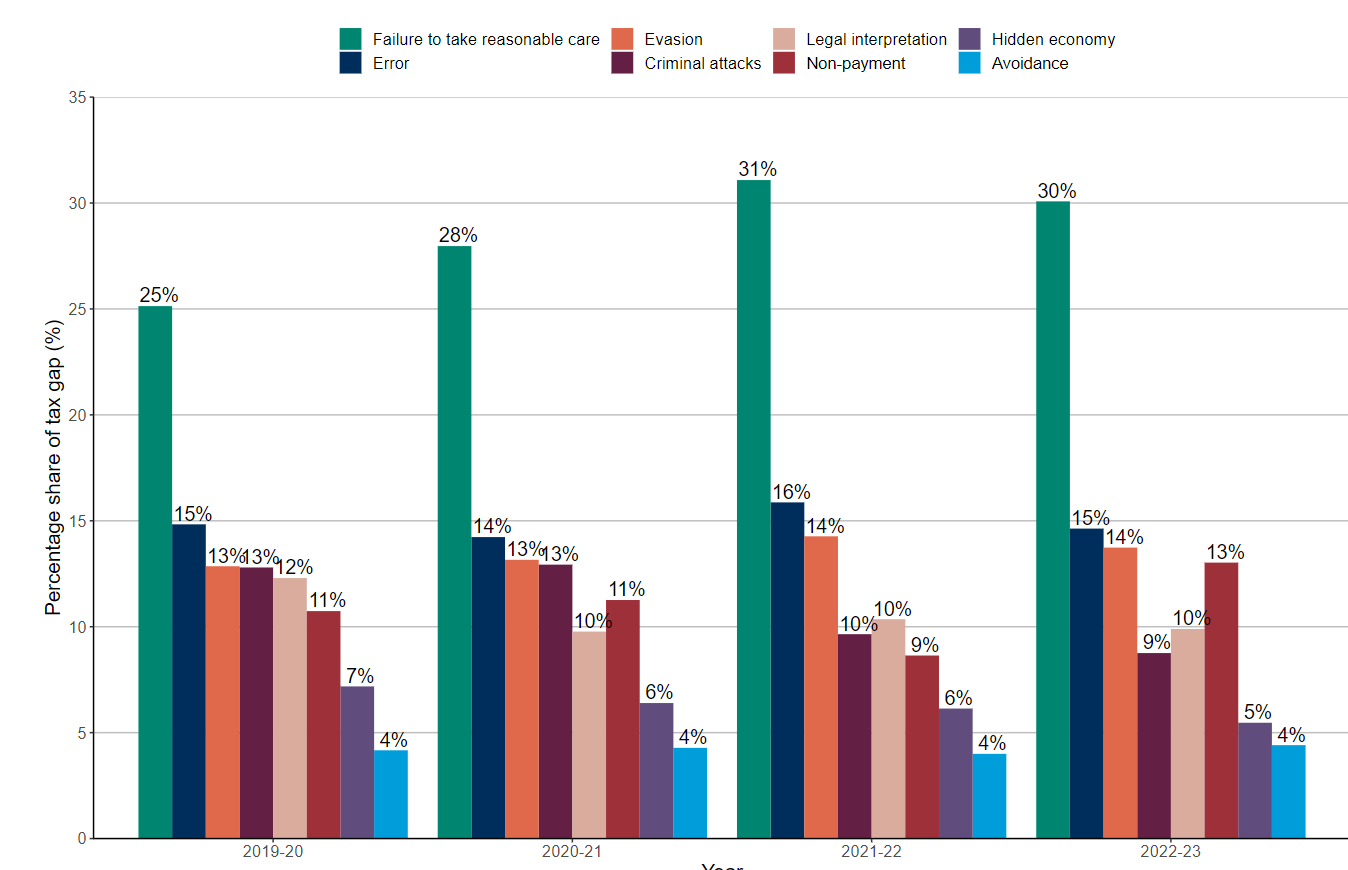 Failure to take reasonable care Evasion Legal interpretation Hidden economy
Error Criminal attacks Non-payment Avoidance
Percentage share of tax gap (%)
35
30
25
20
15
10
5
0
25% 15% 13% 13% 12% 11% 7% 4%
28% 14% 13% 13% 10% 11% 6% 4%
31% 16% 14% 10% 10% 9% 6% 4%
30% 15% 14% 9% 10% 13% 5% 4%
2019-20 2020-21 2021-22 2022-23
Year